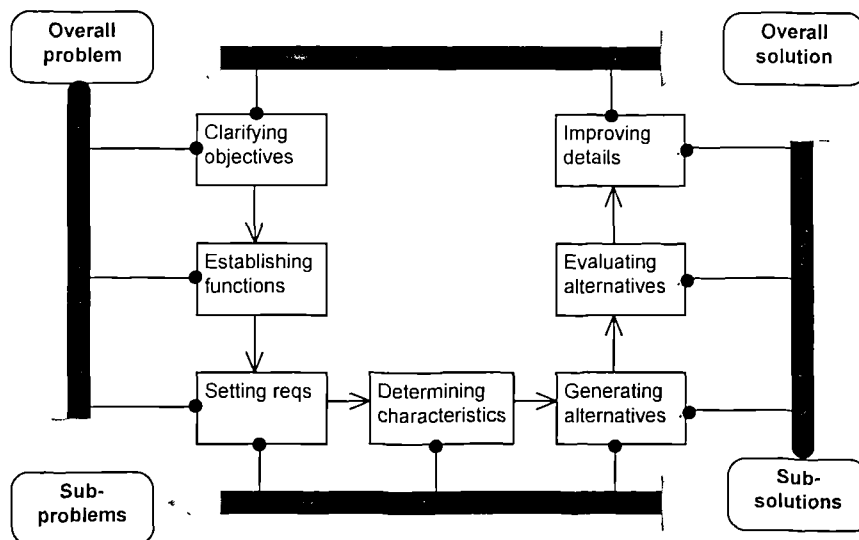 Overall
problem
Overall
solution
Clarifying
objectives
Improving
details
Establishing
functions
Evaluating
alternatives
Setting reqs
Determining
characteristics
Generating
alternatives
Sub-
problems
Sub-
solutions